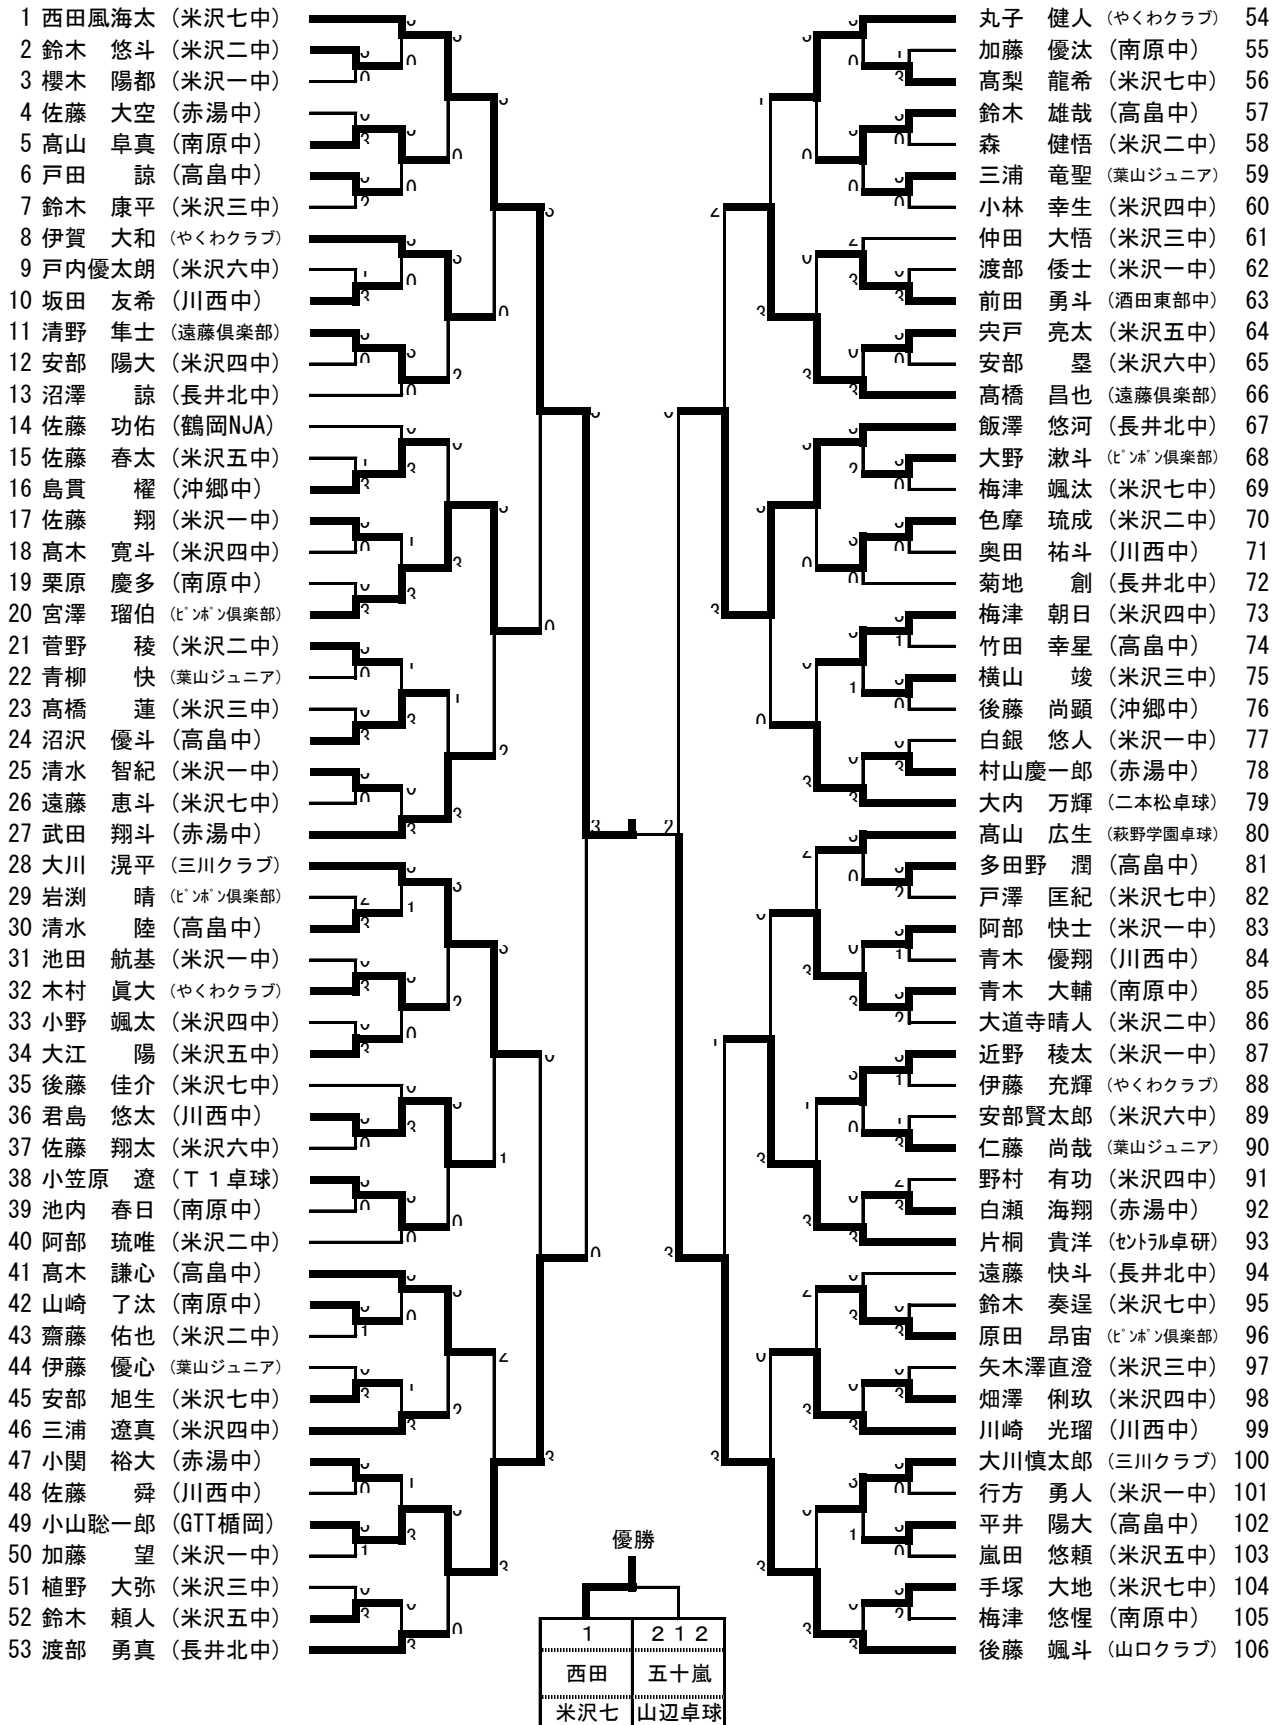 1 西田風海太 (米沢七中)
2 鈴木 悠斗 (米沢二中)
3 櫻木 陽都 (米沢一中)
4 佐藤 大空 (赤湯中)
5 髙山 阜真 (南原中)
6 戸田 諒 (高畠中)
7 鈴木 康平 (米沢三中)
8 伊賀 大和 (やくわクラブ)
9 戸内優太朗 (米沢六中)
10 坂田 友希 (川西中)
11 清野 隼士 (遠藤倶楽部)
12 安部 陽大 (米沢四中)
13 沼澤 諒 (長井北中)
14 佐藤 功佑 (鶴岡NJA)
15 佐藤 春太 (米沢五中)
16 島貫 櫂 (沖郷中)
17 佐藤 翔 (米沢一中)
18 髙木 寛斗 (米沢四中)
19 栗原 慶多 (南原中)
20 宮澤 瑠伯 (ピンポン倶楽部)
21 菅野 稜 (米沢二中)
22 青柳 快 (葉山ジュニア)
23 髙橋 蓮 (米沢三中)
24 沼沢 優斗 (高畠中)
25 清水 智紀 (米沢一中)
26 遠藤 恵斗 (米沢七中)
27 武田 翔斗 (赤湯中)
28 大川 滉平 (三川クラブ)
29 岩渕 晴 (ピンポン倶楽部)
30 清水 陸 (高畠中)
31 池田 航基 (米沢一中)
32 木村 眞大 (やくわクラブ)
33 小野 颯太 (米沢四中)
34 大江 陽 (米沢五中)
35 後藤 佳介 (米沢七中)
36 君島 悠太 (川西中)
37 佐藤 翔太 (米沢六中)
38 小笠原 遼 (T1卓球)
39 池内 春日 (南原中)
40 阿部 琉唯 (米沢二中)
41 髙木 謙心 (高畠中)
42 山崎 了汰 (南原中)
43 齋藤 佑也 (米沢二中)
44 伊藤 優心 (葉山ジュニア)
45 安部 旭生 (米沢七中)
46 三浦 遼真 (米沢四中)
47 小関 裕大 (赤湯中)
48 佐藤 舜 (川西中)
49 小山聡一郎 (GTT楯岡)
50 加藤 望 (米沢一中)
51 植野 大弥 (米沢三中)
52 鈴木 頼人 (米沢五中)
53 渡部 勇真 (長井北中)
3 2
優勝
1 212
西田 五十嵐
米沢七 山辺卓球
丸子 健人 (やくわクラブ) 54
加藤 優汰 (南原中) 55
髙梨 龍希 (米沢七中) 56
鈴木 雄哉 (高畠中) 57
森 健悟 (米沢二中) 58
三浦 竜聖 (葉山ジュニア) 59
小林 幸生 (米沢四中) 60
仲田 大悟 (米沢三中) 61
渡部 倭士 (米沢一中) 62
前田 勇斗 (酒田東部中) 63
宍戸 亮太 (米沢五中) 64
安部 塁 (米沢六中) 65
髙橋 昌也 (遠藤倶楽部) 66
飯澤 悠河 (長井北中) 67
大野 漱斗 (ピンポン倶楽部) 68
梅津 颯汰 (米沢七中) 69
色摩 琉成 (米沢二中) 70
奥田 祐斗 (川西中) 71
菊地 創 (長井北中) 72
梅津 朝日 (米沢四中) 73
竹田 幸星 (高畠中) 74
横山 竣 (米沢三中) 75
後藤 尚顕 (沖郷中) 76
白銀 悠人 (米沢一中) 77
村山慶一郎 (赤湯中) 78
大内 万輝 (二本松卓球) 79
髙山 広生 (萩野学園卓球) 80
多田野 潤 (高畠中) 81
戸澤 匡紀 (米沢七中) 82
阿部 快士 (米沢一中) 83
青木 優翔 (川西中) 84
青木 大輔 (南原中) 85
大道寺晴人 (米沢二中) 86
近野 稜太 (米沢一中) 87
伊藤 充輝 (やくわクラブ) 88
安部賢太郎 (米沢六中) 89
仁藤 尚哉 (葉山ジュニア) 90
野村 有功 (米沢四中) 91
白瀬 海翔 (赤湯中) 92
片桐 貴洋 (セントラル卓研) 93
遠藤 快斗 (長井北中) 94
鈴木 奏逞 (米沢七中) 95
原田 昂宙 (ピンポン倶楽部) 96
矢木澤直澄 (米沢三中) 97
畑澤 俐玖 (米沢四中) 98
川崎 光瑠 (川西中) 99
大川慎太郎 (三川クラブ) 100
行方 勇人 (米沢一中) 101
平井 陽大 (高畠中) 102
嵐田 悠頼 (米沢五中) 103
手塚 大地 (米沢七中) 104
梅津 悠惺 (南原中) 105
後藤 颯斗 (山口クラブ) 106